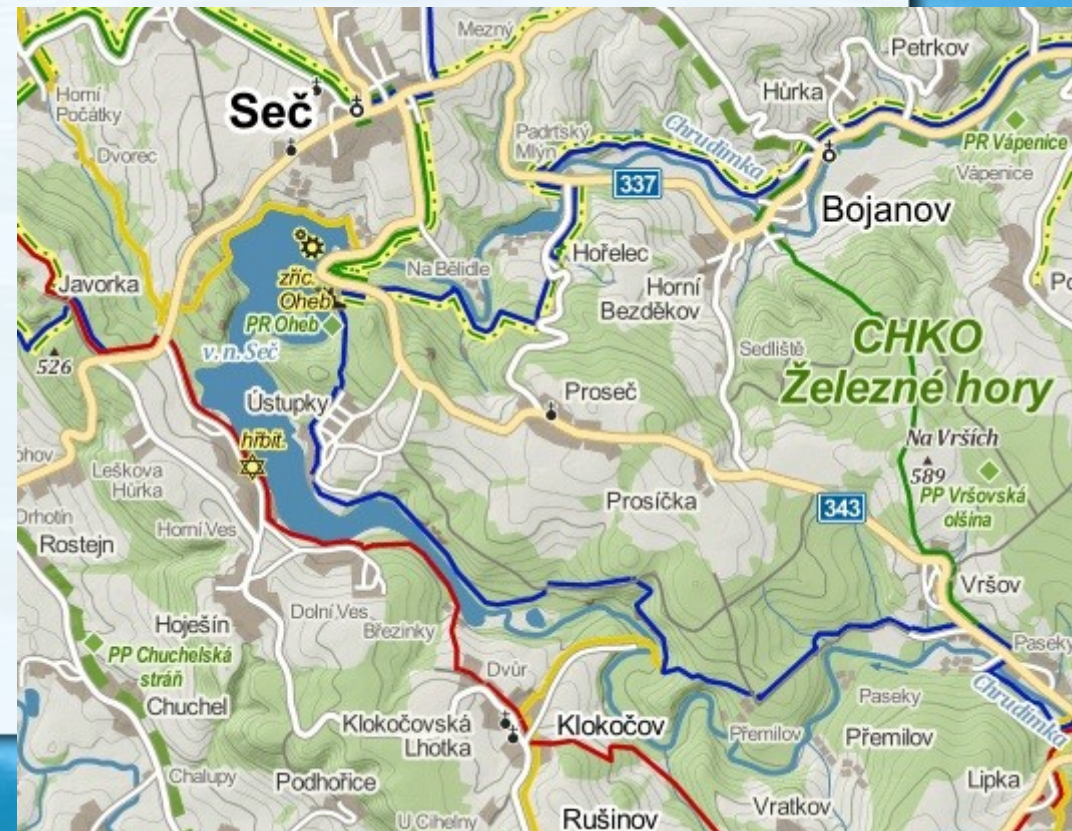 Mezný
Petrkov
Horní
Počátky
Seč
Hůrka
Padrtský
Mlýn
Chrudimka
PR Vápenice
Dvorec
Vápenice
337
Bojanov
Hořelec
Na Bělidle
zříc.
Oheb
Javorka
Horní
Bezděkov
PR Oheb
v. n. Seč
526
Sedliště
CHKO
Železné hory
Ústupky
Proseč
hřbit.
Na Vrších
589
Leškova
Hůrka
PP Vršovská
olšina
Prosíčka
343
Horní Ves
Rostejn
Vršov
Dolní Ves
Hoješín
Březinky
Paseky
PP Chuchelská
stráň
Dvůr
Paseky
Chrudimka
Chuchel
Klokočovská
Lhotka
Klokočov
Přemilov
Přemilov
Chalupy
Podhořice
Lipka
Vratkov
U Cihelny
Rušinov